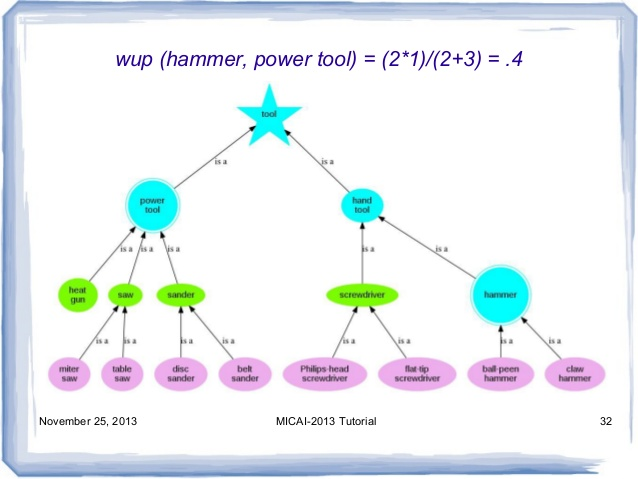 wup (hammer, power tool) = (2*1)/(2+3) = .4
tool
is a
is a
power
tool
hand
tool
is a
is a
is a
is a
is a
heat
gun
saw
sander
screwdriver
hammer
is a
is a
is a
is a
is a
is a
is a
is a
miter
saw
table
saw
disc
sander
belt
sander
Philips-head
screwdriver
flat-tip
screwdriver
ball-peen
hammer
claw
hammer
November 25, 2013
MICAI-2013 Tutorial
32